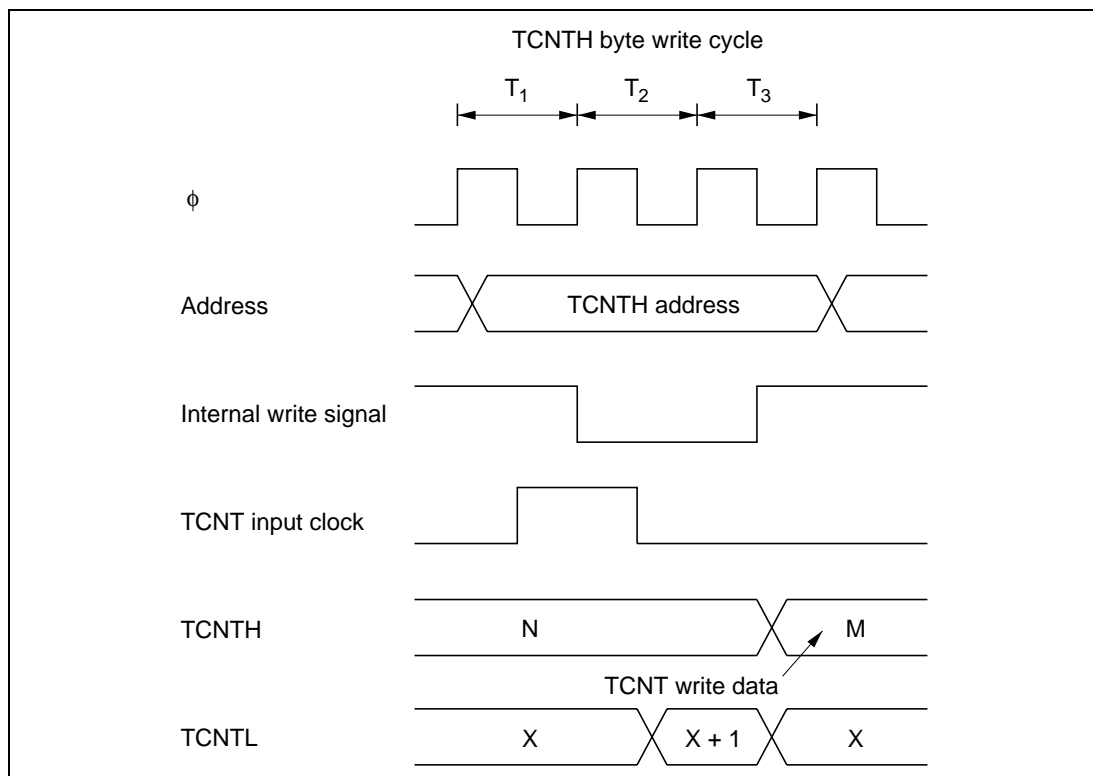 TCNTH byte write cycle
T1 T2 T3
ϕ
Address TCNTH address
Internal write signal
TCNT input clock
TCNTH N M
TCNT write data
TCNTL X X + 1 X